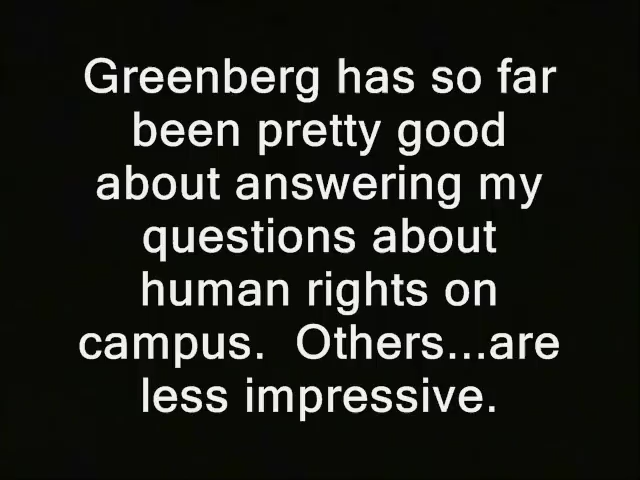 Greenberg has so far
been pretty good
about answering my
questions about
human rights on
campus.  Others...are
less impressive.